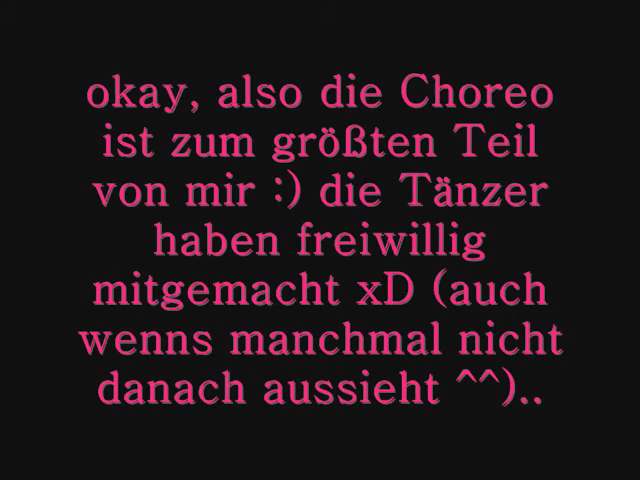 okay, also die Choreo
ist zum größten Teil
von mir :) die Tänzer
haben freiwillig
mitgemacht xD (auch
wenns manchmal nicht
danach aussieht ^^)..